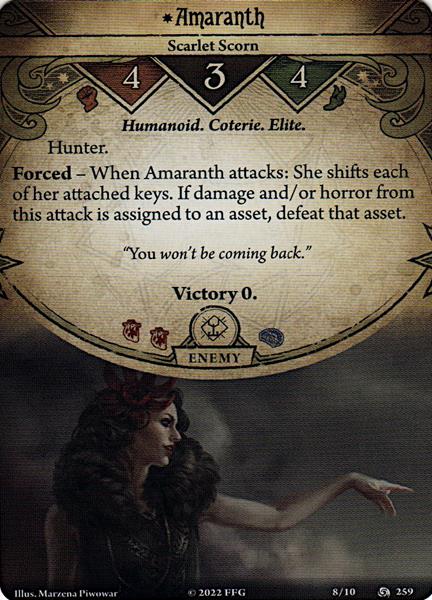 *Amaranth
Scarlet Scorn
4 3 4
Humanoid. Coterie. Elite.
Hunter.
Forced – When Amaranth attacks: She shifts each
of her attached keys. If damage and/or horror from
this attack is assigned to an asset, defeat that asset.
“You won’t be coming back.”
Victory 0.
ENEMY
Illus. Marzena Piwowar © 2022 FFG 8/10 259